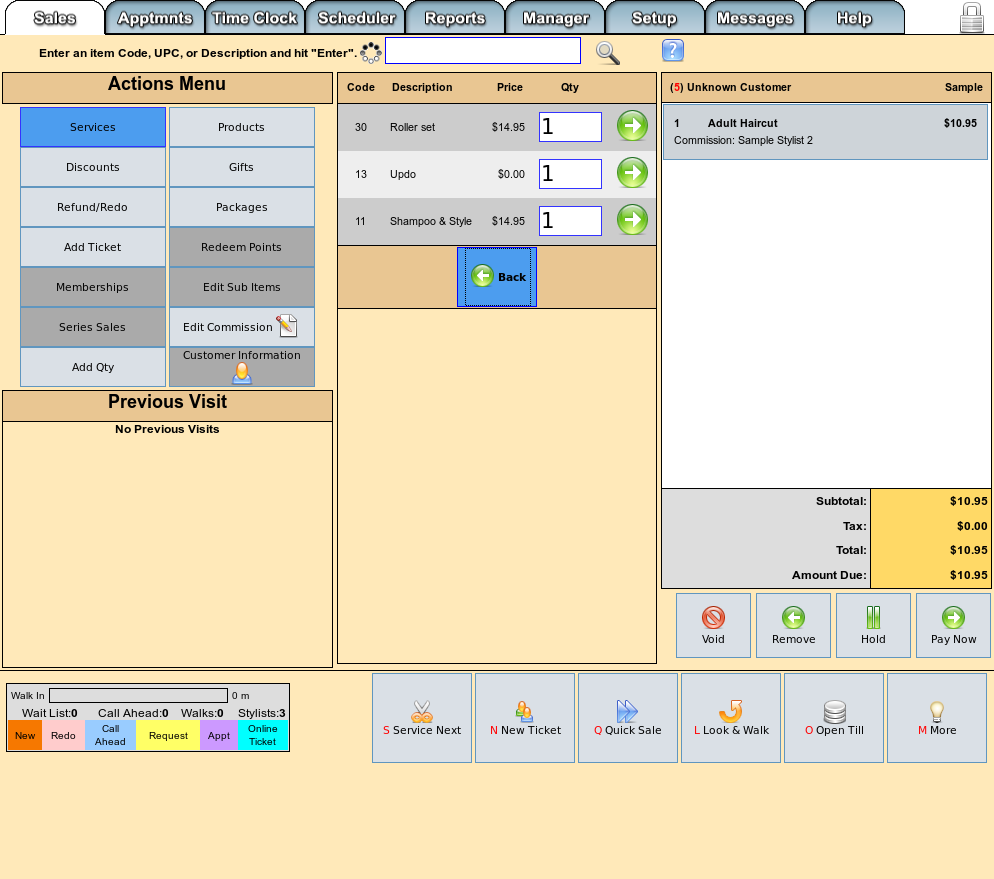 Sales Apptmnts Time Clock Scheduler Reports Manager Setup Messages Help
Enter an item Code, UPC, or Description and hit "Enter".
?
Actions Menu
Services Products
Discounts Gifts
Refund/Redo Packages
Add Ticket Redeem Points
Memberships Edit Sub Items
Series Sales Edit Commission
Add Qty Customer Information
Previous Visit
No Previous Visits
Code Description Price Qty
30 Roller set $14.95 1
13 Updo $0.00 1
11 Shampoo & Style $14.95 1
Back
(5) Unknown Customer Sample
1 Adult Haircut $10.95
Commission: Sample Stylist 2
Subtotal: $10.95
Tax: $0.00
Total: $10.95
Amount Due: $10.95
Void Remove Hold Pay Now
Walk In 0 m
Wait List:0 Call Ahead:0 Walks:0 Stylists:3
New Redo Call Ahead Request Appt Online Ticket
S Service Next N New Ticket Q Quick Sale L Look & Walk O Open Till M More